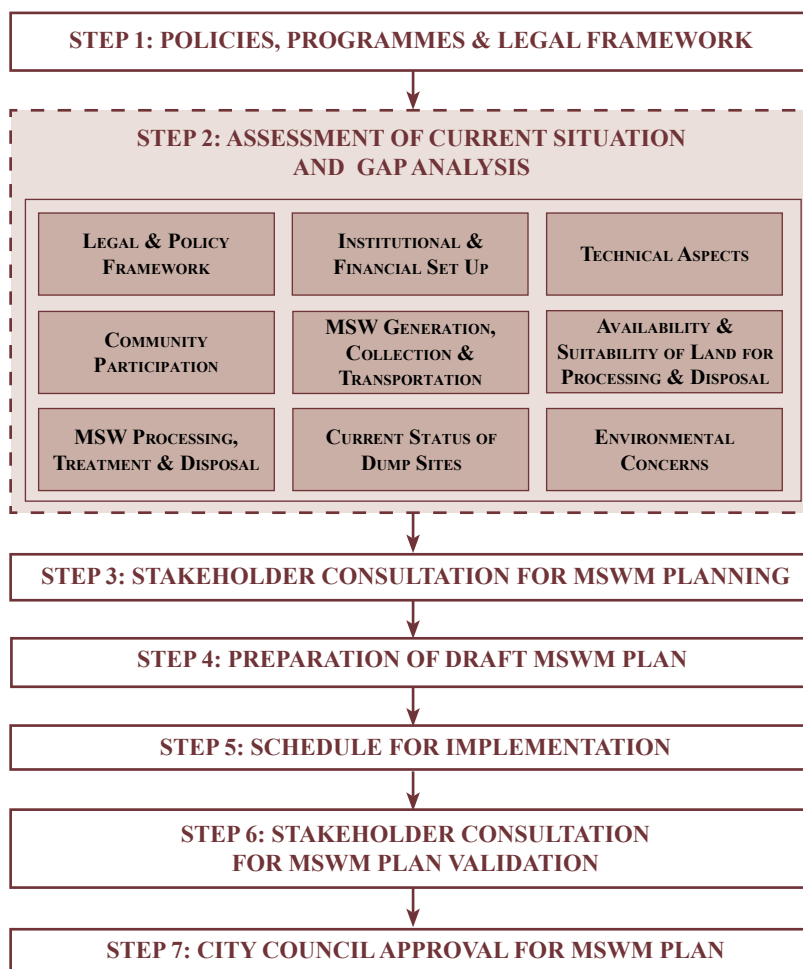 STEP 1: POLICIES, PROGRAMMES & LEGAL FRAMEWORK
STEP 2: ASSESSMENT OF CURRENT SITUATION
AND GAP ANALYSIS
LEGAL & POLICY
FRAMEWORK
INSTITUTIONAL &
FINANCIAL SET UP
TECHNICAL ASPECTS
COMMUNITY
PARTICIPATION
MSW GENERATION,
COLLECTION &
TRANSPORTATION
AVAILABILITY &
SUITABILITY OF LAND FOR
PROCESSING & DISPOSAL
MSW PROCESSING,
TREATMENT & DISPOSAL
CURRENT STATUS OF
DUMP SITES
ENVIRONMENTAL
CONCERNS
STEP 3: STAKEHOLDER CONSULTATION FOR MSWM PLANNING
STEP 4: PREPARATION OF DRAFT MSWM PLAN
STEP 5: SCHEDULE FOR IMPLEMENTATION
STEP 6: STAKEHOLDER CONSULTATION
FOR MSWM PLAN VALIDATION
STEP 7: CITY COUNCIL APPROVAL FOR MSWM PLAN